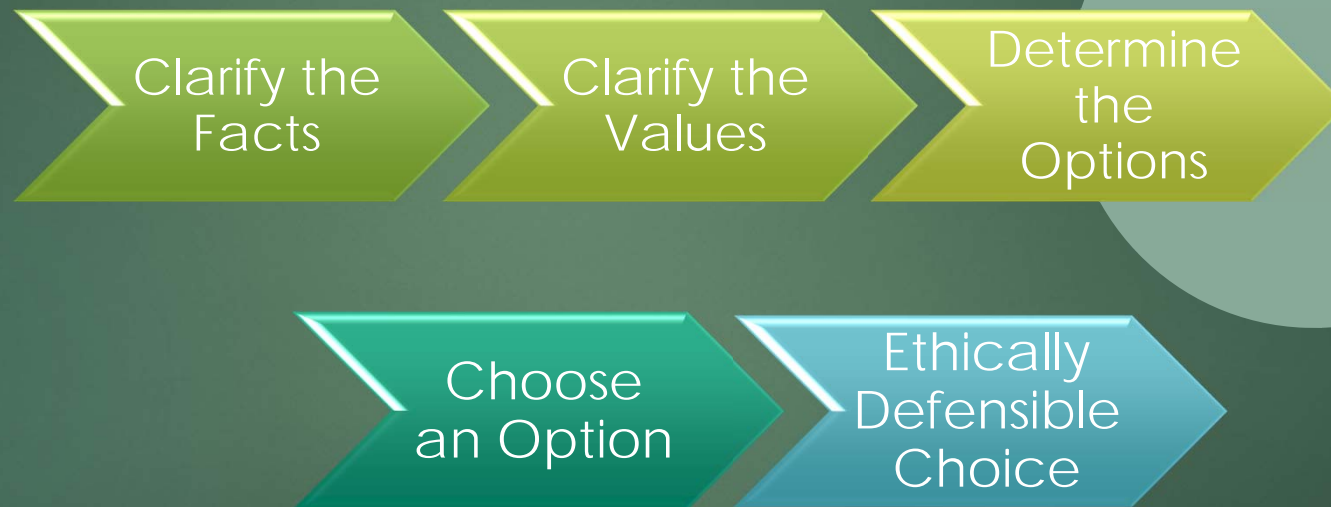 Clarify the
Facts
Clarify the
Values
Determine
the
Options
Choose
an Option
Ethically
Defensible
Choice